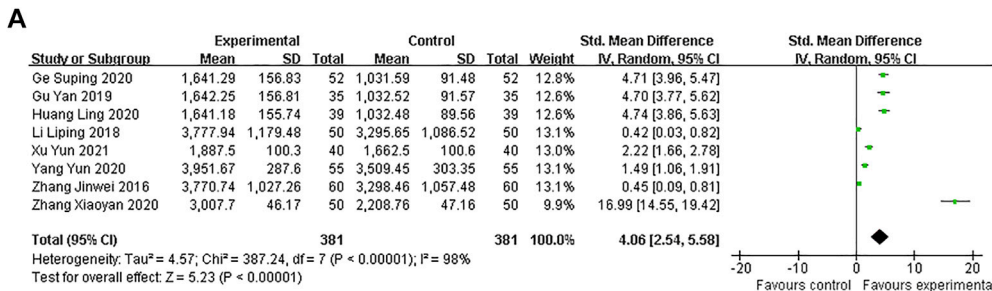 A
Experimental Control Std. Mean Difference Std. Mean Difference
Study or Subgroup Mean SD Total Mean SD Total Weight IV, Random, 95% CI IV, Random, 95% CI
Ge Suping 2020 1,641.29 156.83 52 1,031.59 91.48 52 12.8% 4.71 [3.96, 5.47]
Gu Yan 2019 1,642.25 156.81 35 1,032.52 91.57 35 12.7% 4.70 [3.77, 5.62]
Huang Ling 2020 1,641.18 155.74 39 1,032.48 89.56 39 12.7% 4.74 [3.86, 5.63]
Li Liping 2018 3,777.94 1,179.48 50 3,295.65 1,086.52 50 13.1% 0.42 [0.03, 0.82]
Xu Yun 2021 1,887.5 100.3 40 1,662.5 100.6 40 13.0% 2.22 [1.66, 2.78]
Yang Yun 2020 3,951.67 287.6 55 3,509.45 303.35 55 13.1% 1.49 [1.06, 1.91]
Zhang Jinwei 2016 3,770.74 1,027.26 60 3,298.46 1,057.48 60 13.1% 0.45 [0.09, 0.81]
Zhang Xiaoyan 2020 3,007.7 46.17 50 2,208.76 47.16 50 9.9% 16.99 [14.55, 19.42]
Total (95% CI) 381 381 100.0% 4.06 [2.54, 5.58]
Heterogeneity: Tau² = 4.57; Chi² = 387.24, df = 7 (P < 0.00001); I² = 98%
Test for overall effect: Z = 5.23 (P < 0.00001)
-20 -10 0 10 20
Favours control Favours experimenta